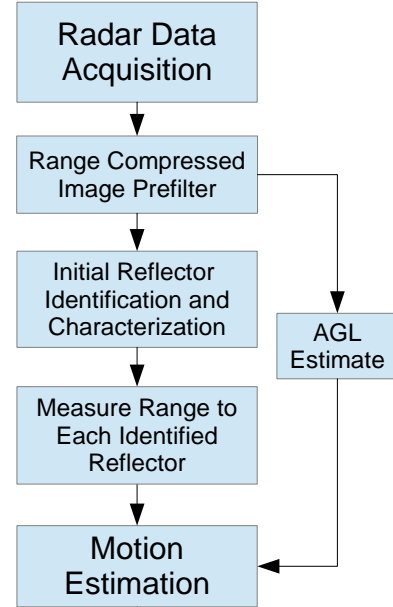 Radar Data
Acquisition
Range Compressed
Image Prefilter
Initial Reflector
Identification and
Characterization
AGL
Estimate
Measure Range to
Each Identified
Reflector
Motion
Estimation